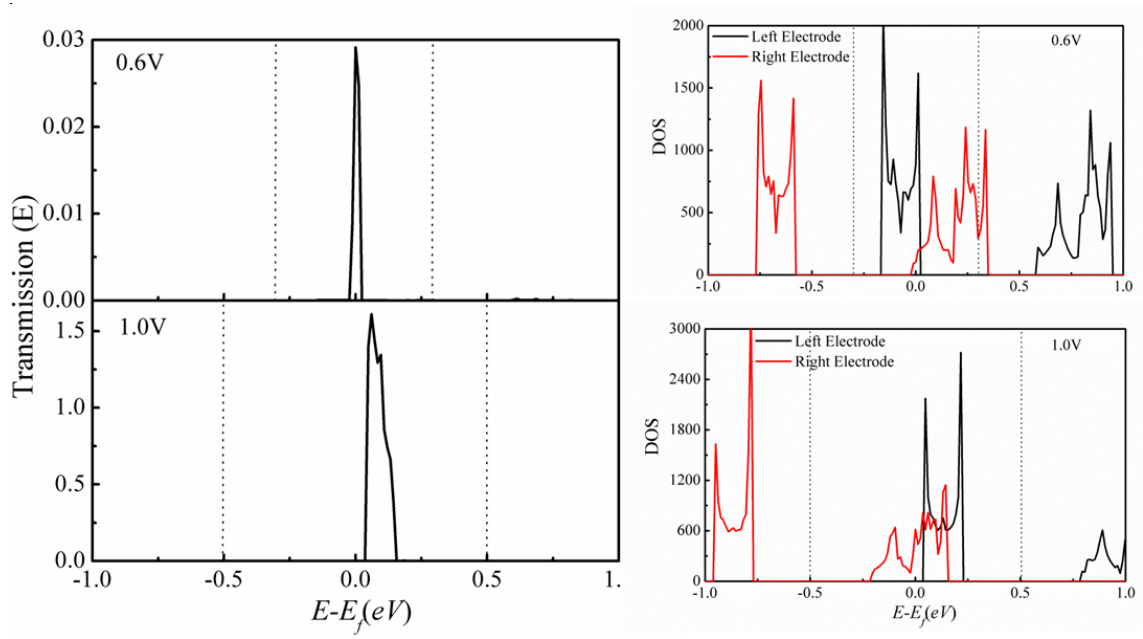 0.03
0.02
0.01
0.00
0.6V
1.5
1.0
0.5
0.0
1.0V
Transmission (E)
-1.0
-0.5
0.0
0.5
1.
E-E_f(eV)
2000
1500
1000
500
0
DOS
Left Electrode
Right Electrode
0.6V
-1.0
-0.5
0.0
0.5
1.0
3000
2400
1800
1200
600
0
DOS
Left Electrode
Right Electrode
1.0V
-1.0
-0.5
0.0
0.5
1.0
E-E_f(eV)